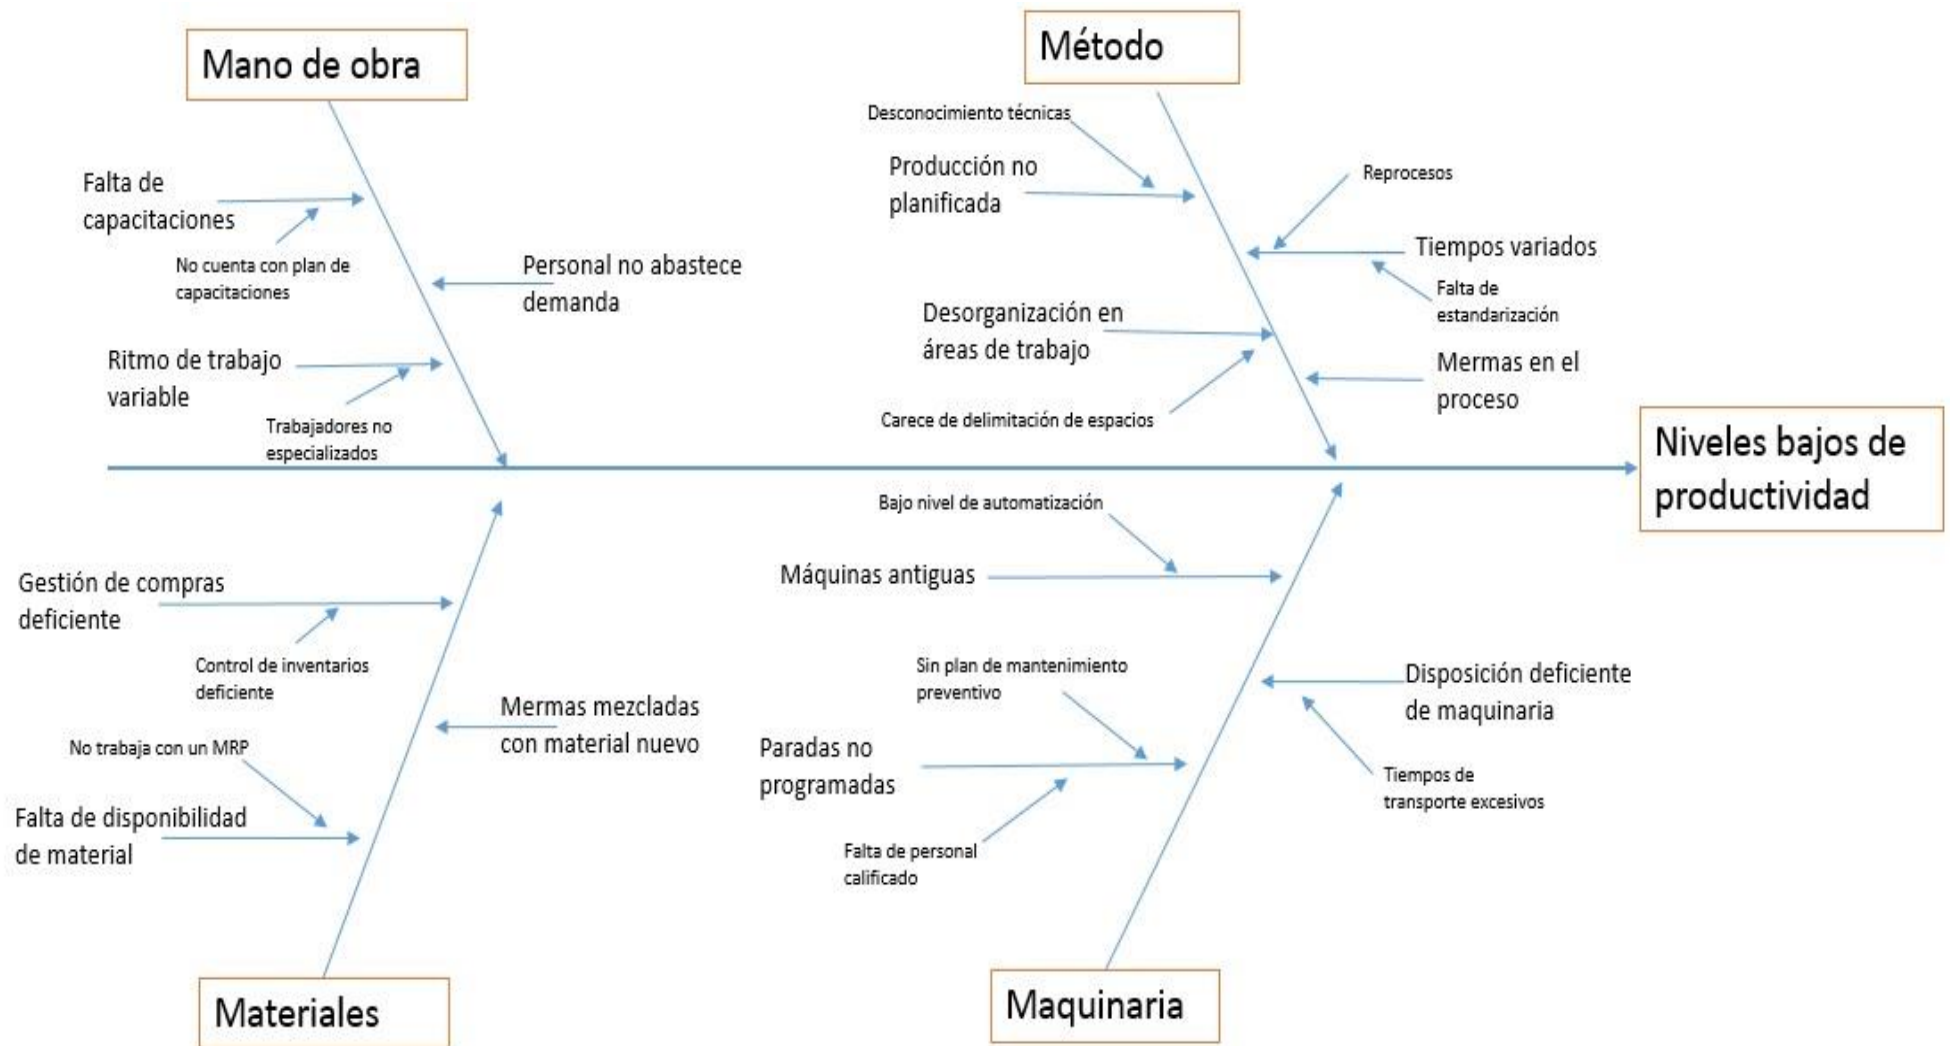 Mano de obra
Falta de
capacitaciones
No cuenta con plan de
capacitaciones
Personal no abastece
demanda
Ritmo de trabajo
variable
Trabajadores no
especializados
Método
Desconocimiento técnicas
Producción no
planificada
Reprocesos
Tiempos variados
Falta de
estandarización
Desorganización en
áreas de trabajo
Carece de delimitación de espacios
Mermas en el
proceso
Niveles bajos de
productividad
Gestión de compras
deficiente
Control de inventarios
deficiente
Mermas mezcladas
con material nuevo
No trabaja con un MRP
Falta de disponibilidad
de material
Materiales
Bajo nivel de automatización
Máquinas antiguas
Sin plan de mantenimiento
preventivo
Disposición deficiente
de maquinaria
Paradas no
programadas
Tiempos de
transporte excesivos
Falta de personal
calificado
Maquinaria